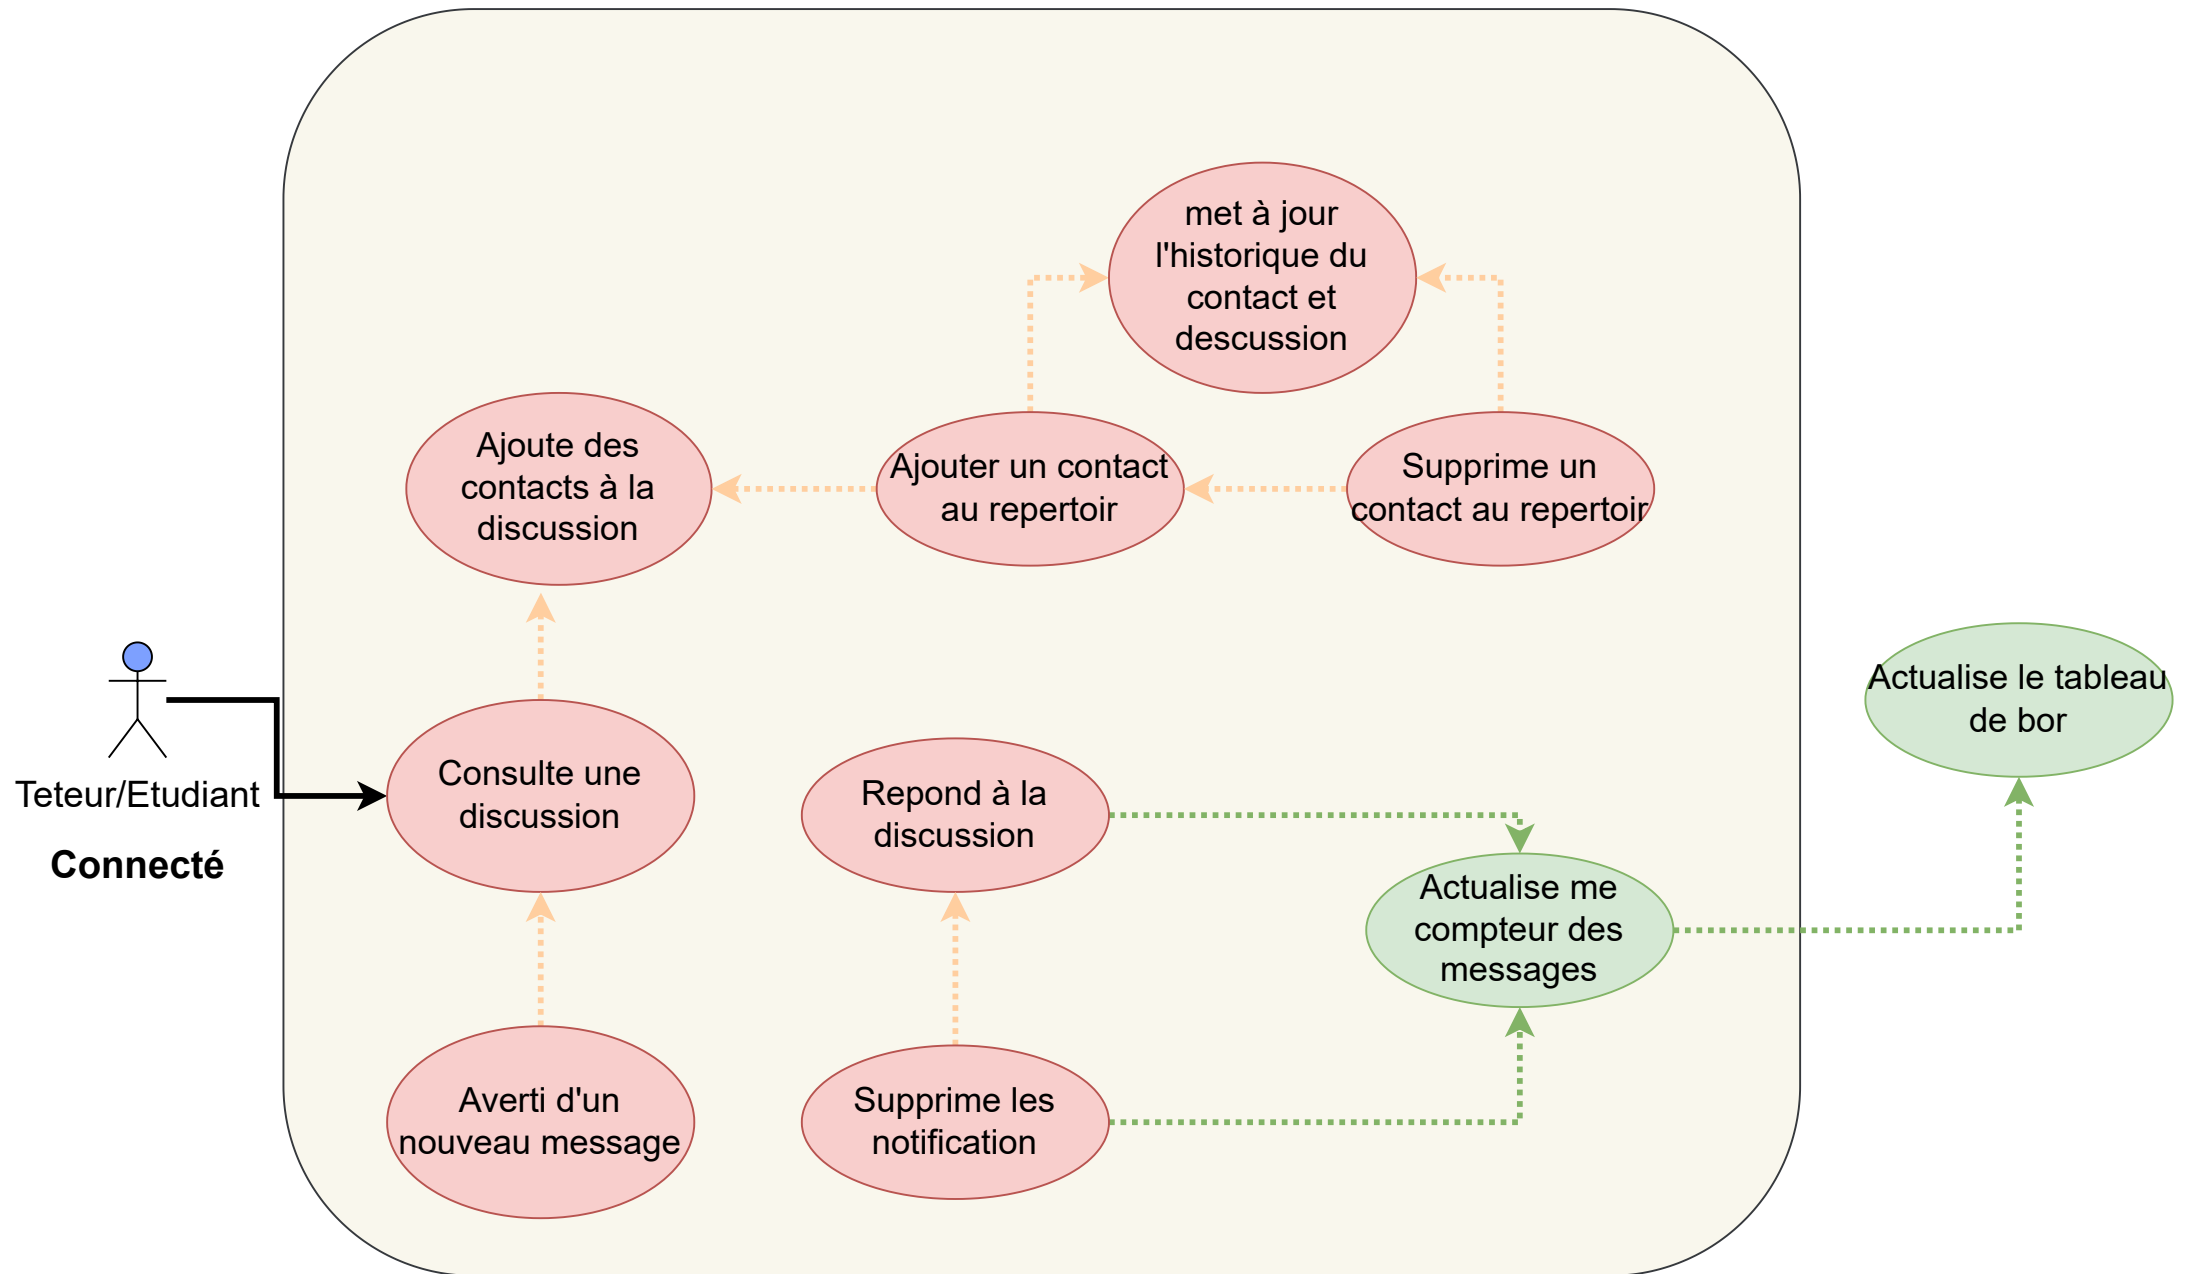 met à jour
l'historique du
contact et
descussion
Ajoute des
contacts à la
discussion
Ajouter un contact
au repertoir
Supprime un
contact au repertoir
Teteur/Etudiant
Connecté
Consulte une
discussion
Repond à la
discussion
Actualise le tableau
de bor
Actualise me
compteur des
messages
Averti d'un
nouveau message
Supprime les
notification